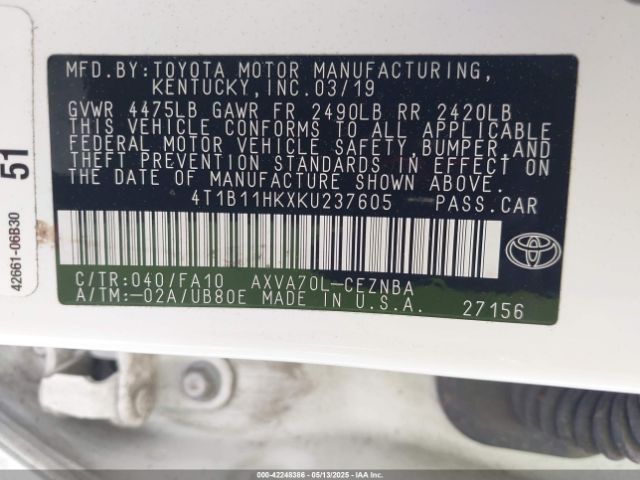 MFD.BY:TOYOTA MOTOR MANUFACTURING,
KENTUCKY,INC.03/19
GVWR 4475LB GAWR FR 2490LB RR 2420LB
THIS VEHICLE CONFORMS TO ALL APPLICABLE
FEDERAL MOTOR VEHICLE SAFETY,BUMPER,AND
THEFT PREVENTION STANDARDS IN EFFECT ON
THE DATE OF MANUFACTURE SHOWN ABOVE.
4T1B11HKXKU237605 PASS.CAR
C/TR:040/FA10 AXVA70L-CEZNBA
A/TM:-02A/UB80E MADE IN U.S.A. 27156
51
42661-06B30
00-42248386 - 05/13/2025 - Copyright IAA